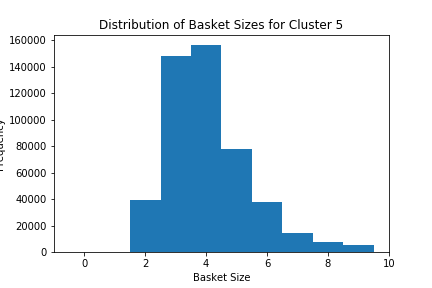 Distribution of Basket Sizes for Cluster 5
160000
140000
120000
100000
80000
60000
40000
20000
0
Frequency
0 2 4 6 8 10
Basket Size